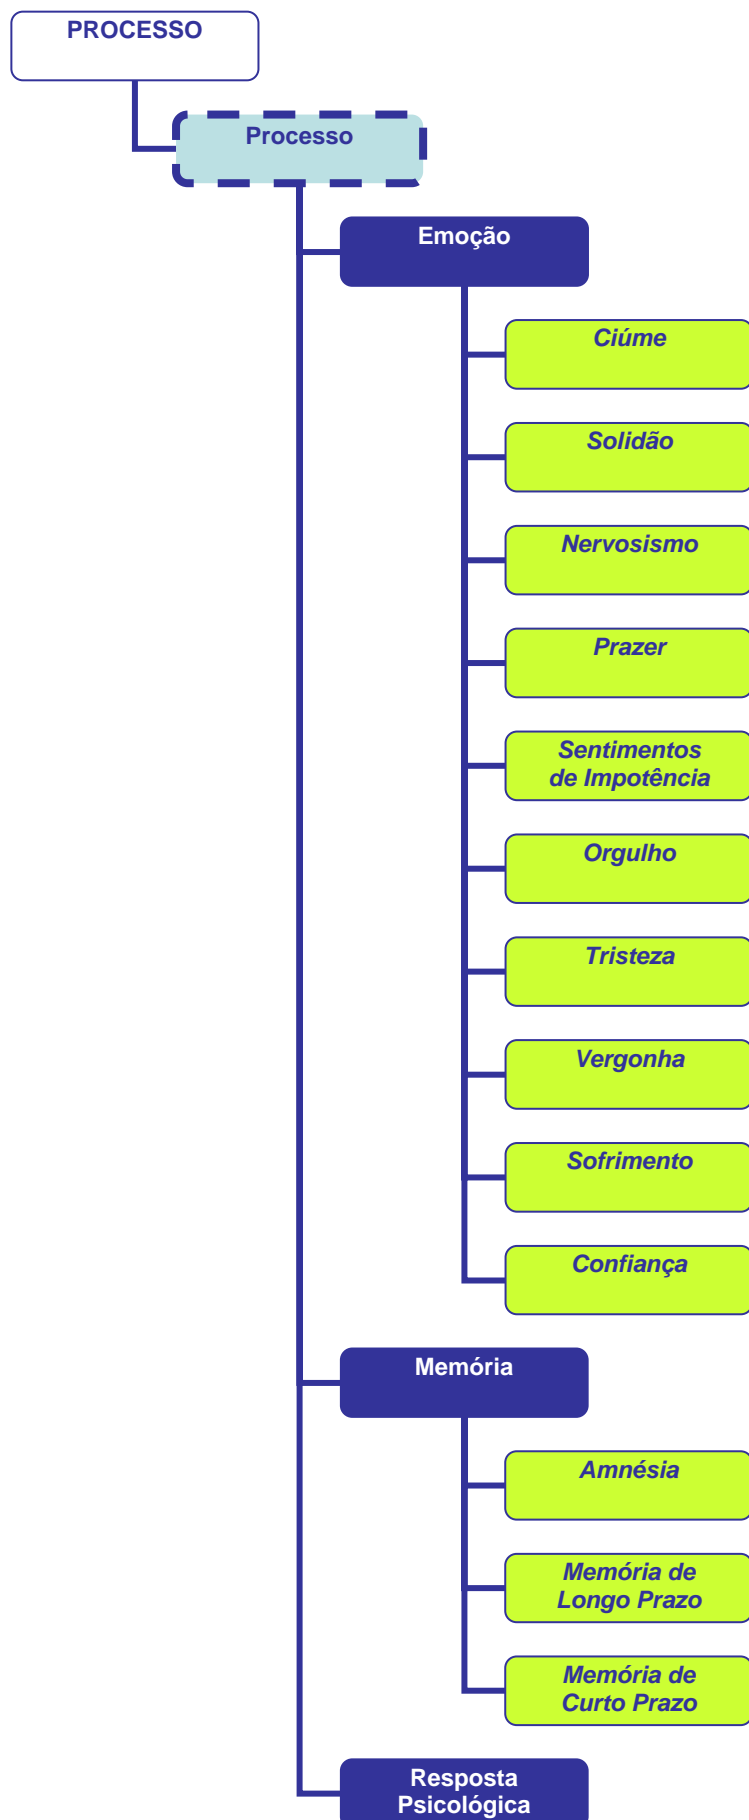 PROCESSO
Processo
Emoção
Ciúme
Solidão
Nervosismo
Prazer
Sentimentos
de Impotência
Orgulho
Tristeza
Vergonha
Sofrimento
Confiança
Memória
Amnésia
Memória de
Longo Prazo
Memória de
Curto Prazo
Resposta
Psicológica